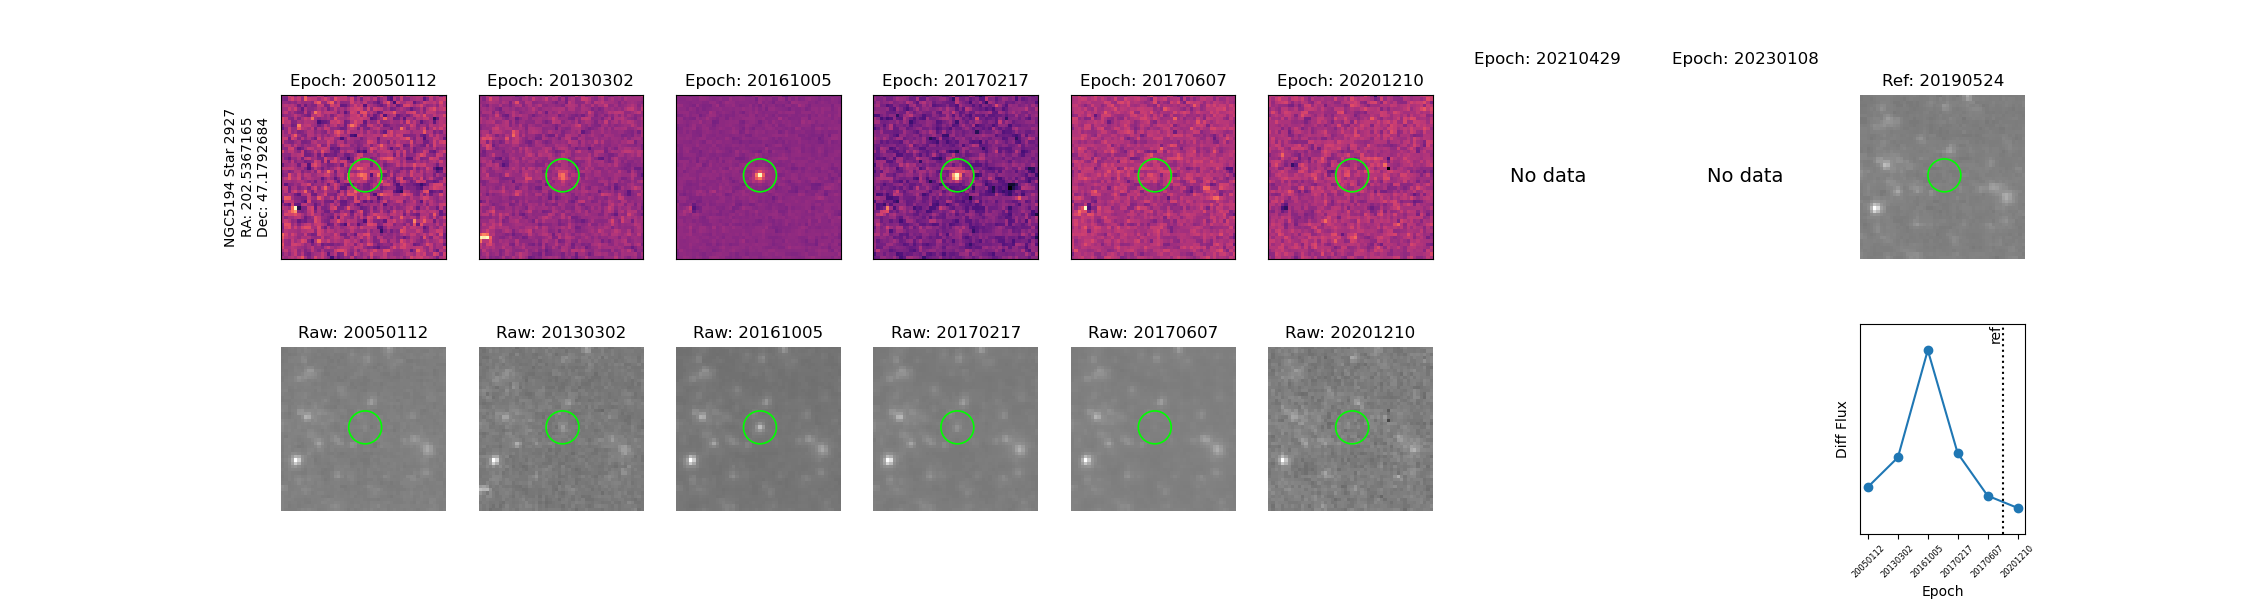 Epoch: 20210429
Epoch: 20230108
Epoch: 20050112
Epoch: 20130302
Epoch: 20161005
Epoch: 20170217
Epoch: 20170607
Epoch: 20201210
Ref: 20190524
NGC5194 Star 2927
RA: 202.5367165
Dec: 47.1792684
No data
No data
Raw: 20050112
Raw: 20130302
Raw: 20161005
Raw: 20170217
Raw: 20170607
Raw: 20201210
ref
Diff Flux
20050112
20130302
20161005
20170217
20170607
20201210
Epoch